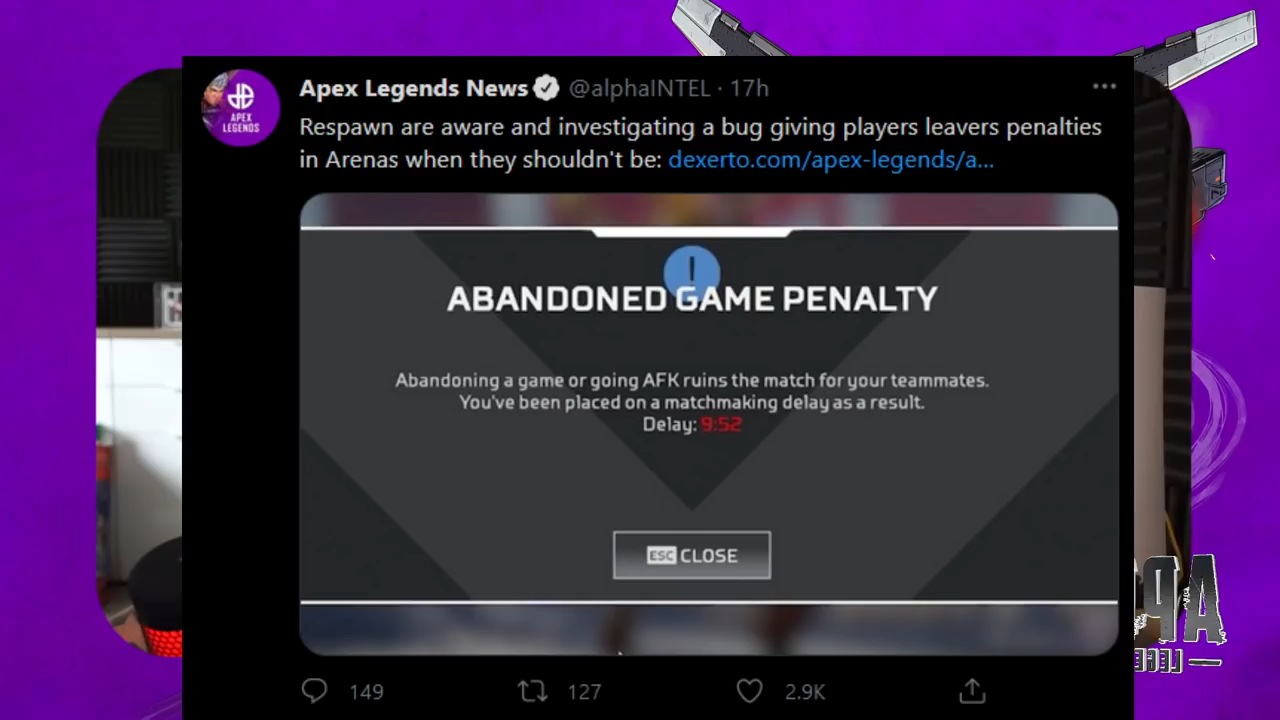 Apex Legends News @alphaINTEL · 17h
Respawn are aware and investigating a bug giving players leavers penalties
in Arenas when they shouldn't be: dexerto.com/apex-legends/a...
APEX
LEGENDS
!
ABANDONED GAME PENALTY
Abandoning a game or going AFK ruins the match for your teammates.
You've been placed on a matchmaking delay as a result.
Delay: 9:52
ESC CLOSE
149 127 2.9K